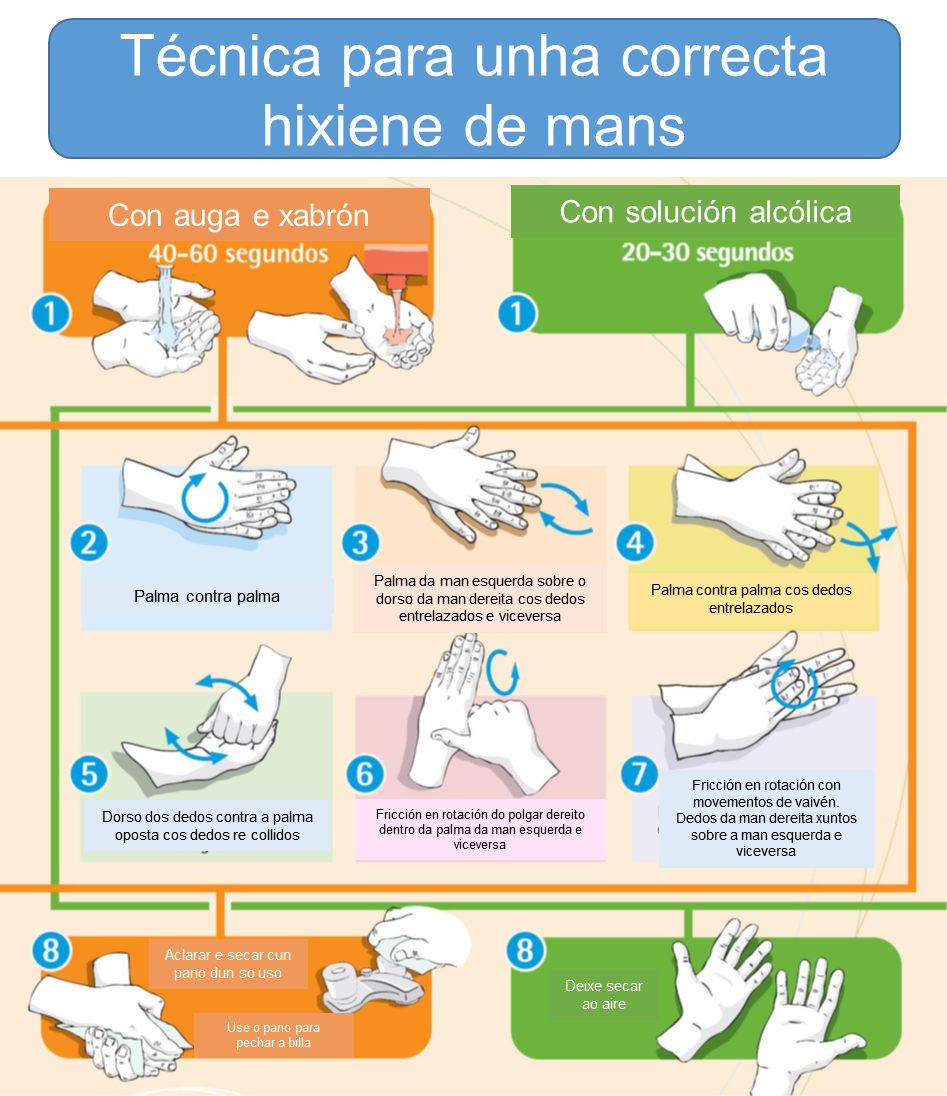 Técnica para unha correcta
hixiene de mans
Con auga e xabrón
40-60 segundos
1
Con solución alcólica
20-30 segundos
1
2
Palma contra palma
3
Palma da man esquerda sobre o
dorso da man dereita cos dedos
entrelazados e viceversa
4
Palma contra palma cos dedos
entrelazados
5
Dorso dos dedos contra a palma
oposta cos dedos re collidos
6
Fricción en rotación do polgar dereito
dentro da palma da man esquerda e
viceversa
7
Fricción en rotación con
movementos de vaivén.
Dedos da man dereita xuntos
sobre a man esquerda e
viceversa
8
Aclarar e secar cun
pano dun so uso
Use o pano para
pechar a billa
8
Deixe secar
ao aire